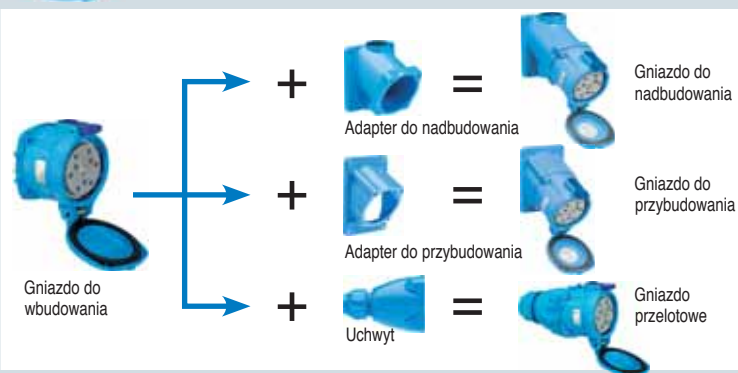 Gniazdo do
wbudowania
+
Adapter do nadbudowania
=
Gniazdo do
nadbudowania
+
Adapter do przybudowania
=
Gniazdo do
przybudowania
+
Uchwyt
=
Gniazdo
przelotowe